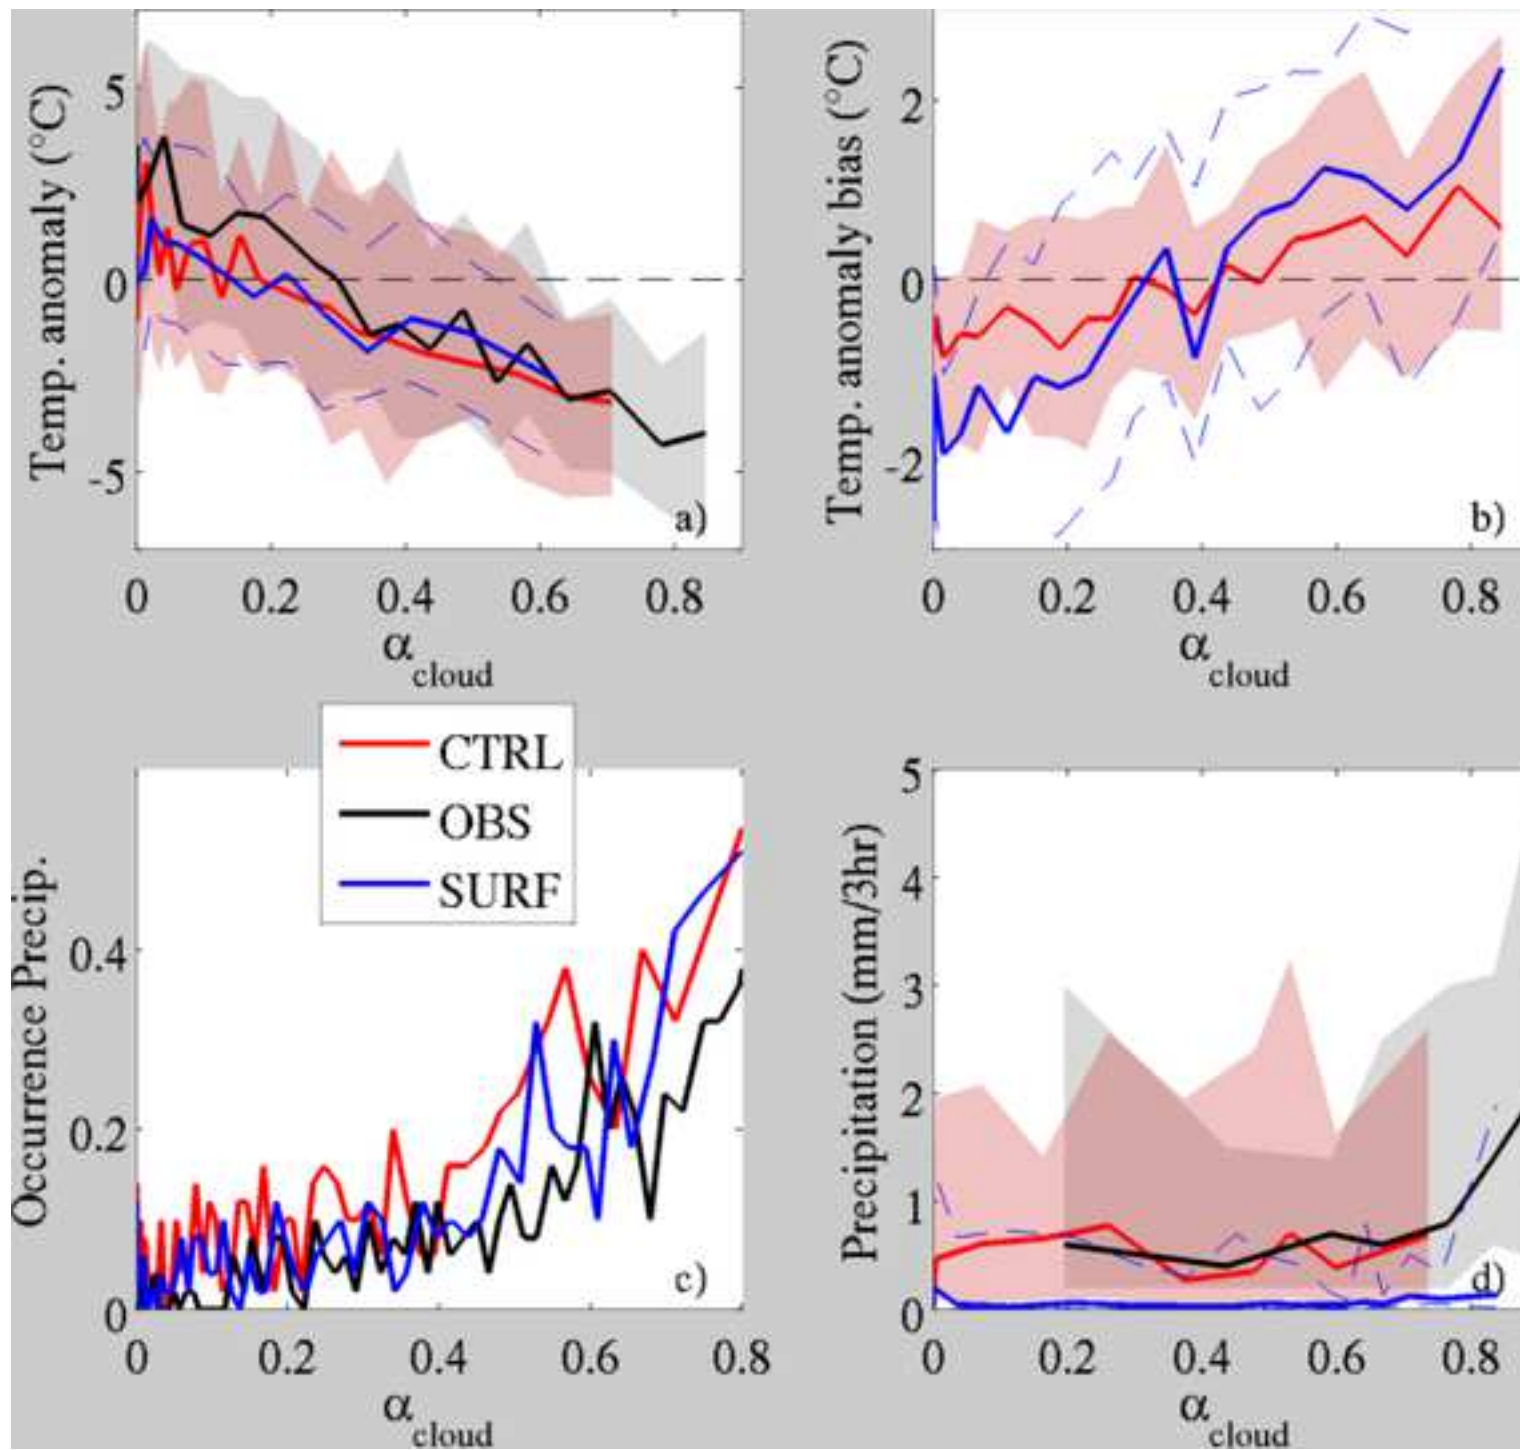 Temp. anomaly (°C)
5
0
-5
a)
0 0.2 0.4 0.6 0.8
α cloud
Temp. anomaly bias (°C)
2
0
-2
b)
0 0.2 0.4 0.6 0.8
α cloud
CTRL
OBS
SURF
Occurrence Precip.
0.4
0.2
0
c)
0 0.2 0.4 0.6 0.8
α cloud
Precipitation (mm/3hr)
5
4
3
2
1
0
d)
0 0.2 0.4 0.6 0.8
α cloud